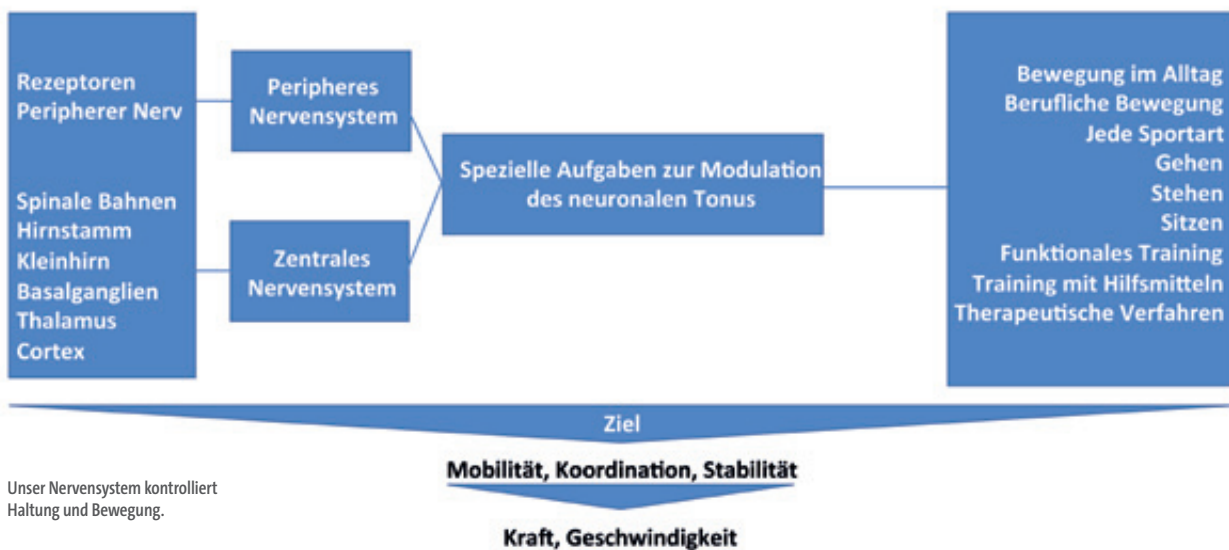 Rezeptoren
Peripherer Nerv
Spinale Bahnen
Hirnstamm
Kleinhirn
Basalganglien
Thalamus
Cortex
Peripheres
Nervensystem
Zentrales
Nervensystem
Spezielle Aufgaben zur Modulation
des neuronalen Tonus
Bewegung im Alltag
Berufliche Bewegung
Jede Sportart
Gehen
Stehen
Sitzen
Funktionales Training
Training mit Hilfsmitteln
Therapeutische Verfahren
Ziel
Mobilität, Koordination, Stabilität
Kraft, Geschwindigkeit
Unser Nervensystem kontrolliert
Haltung und Bewegung.